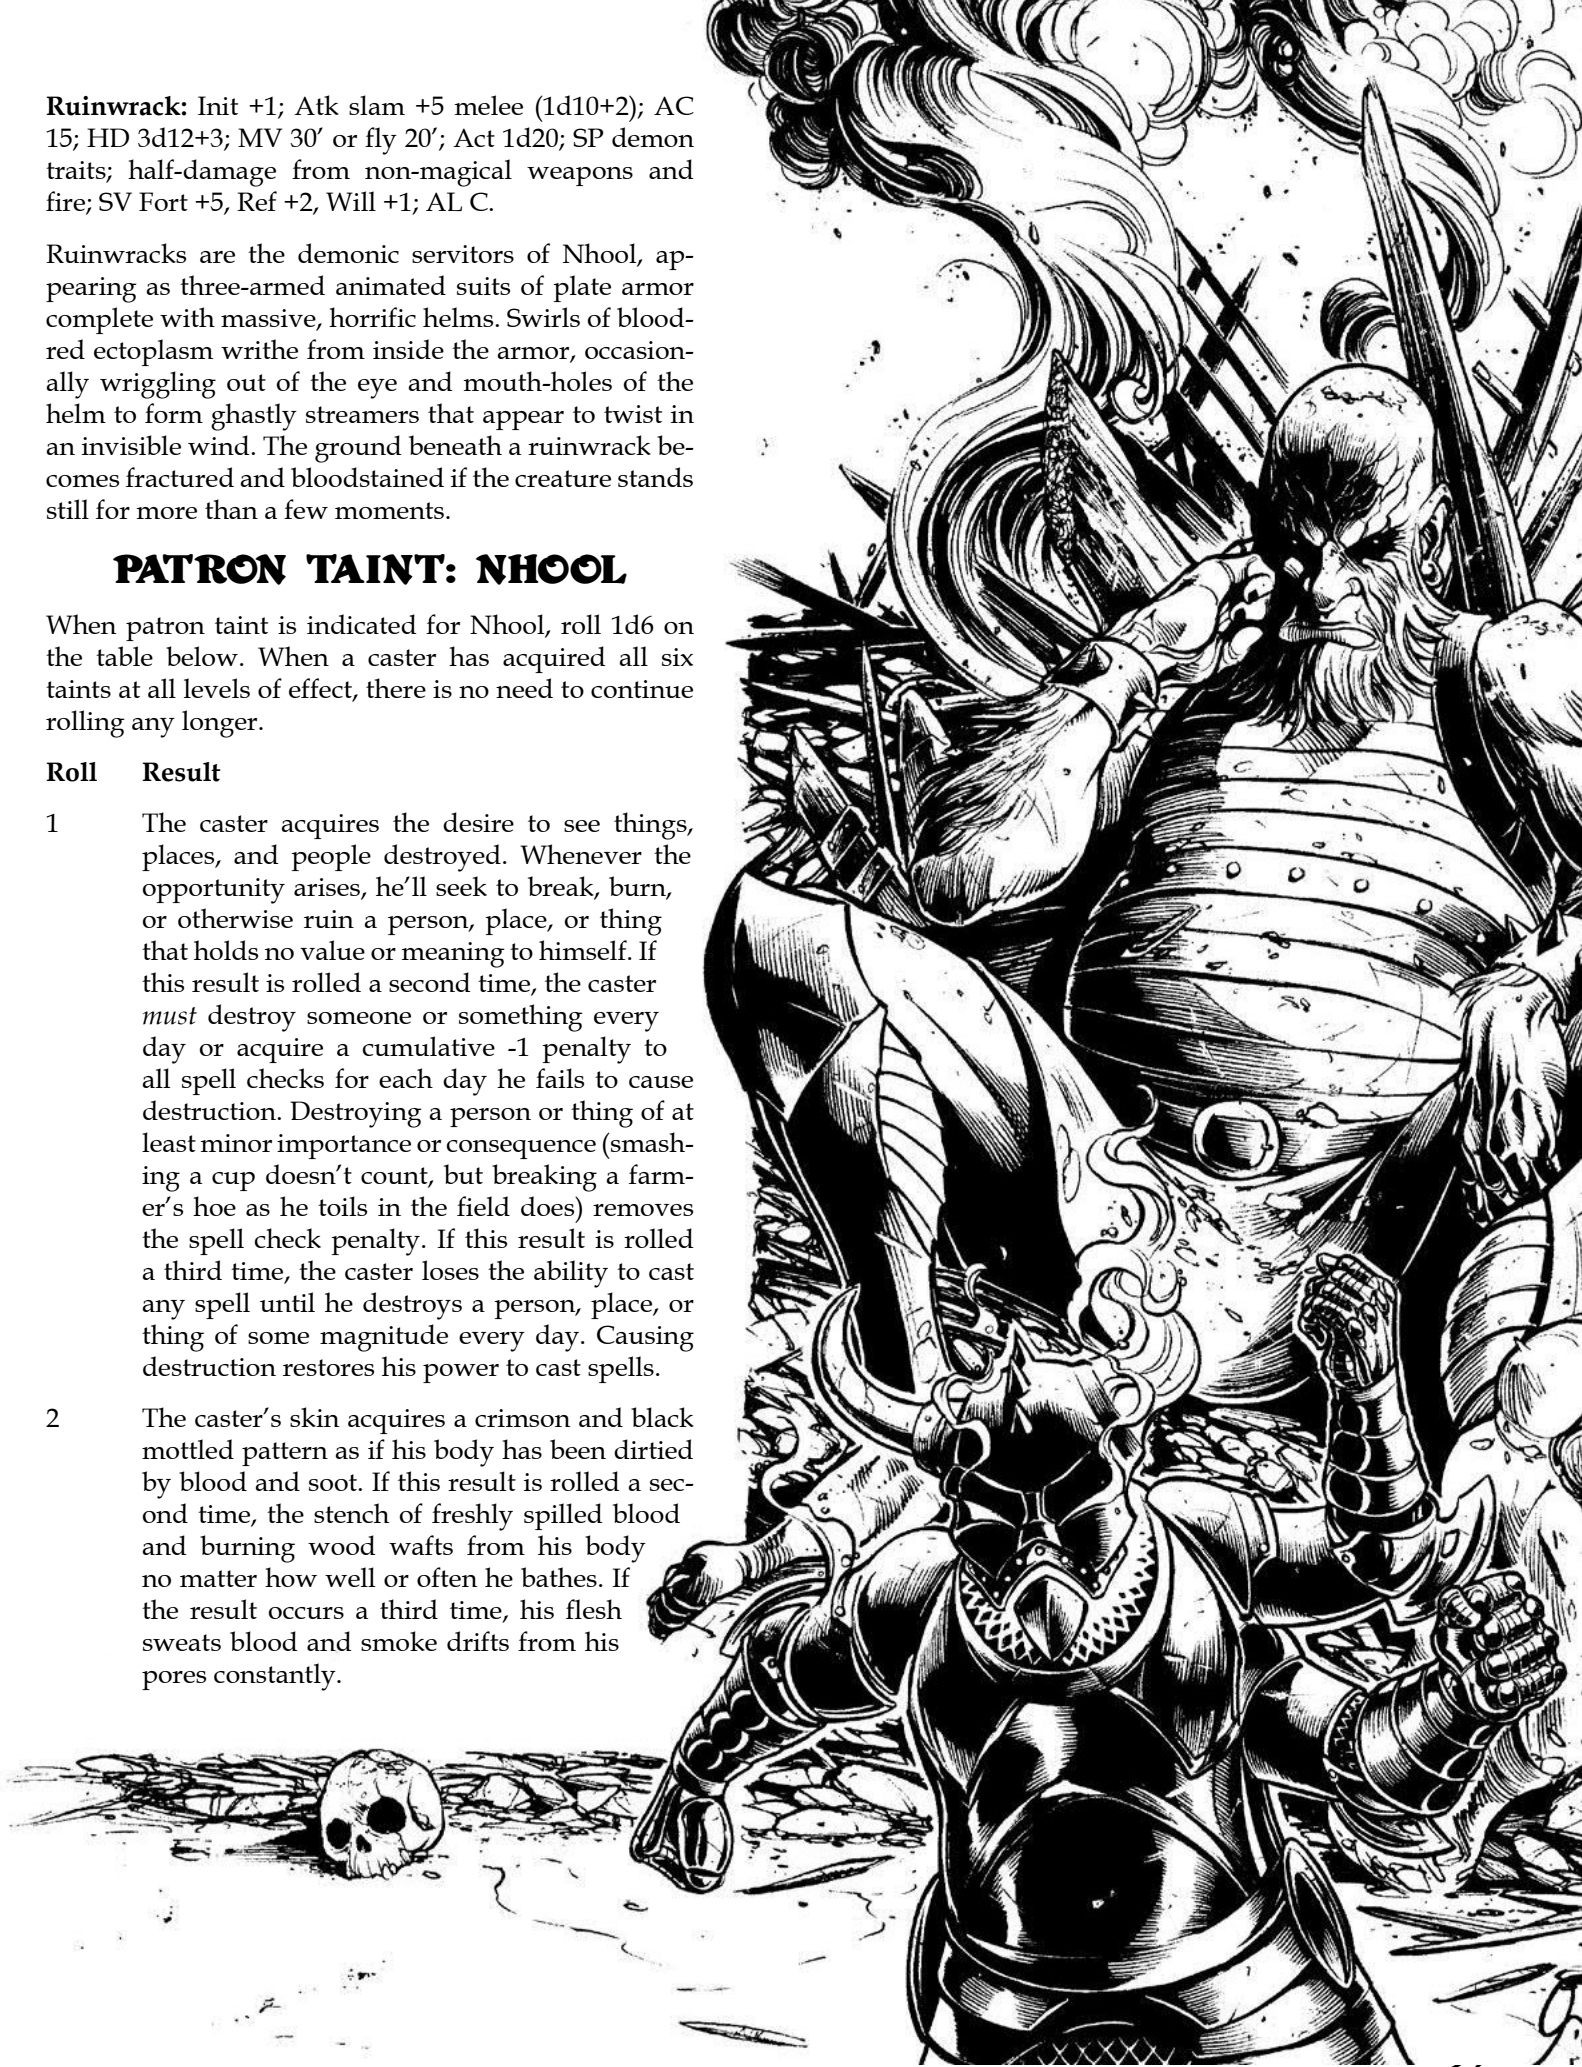 Ruinwrack: Init +1; Atk slam +5 melee (1d10+2); AC
15; HD 3d12+3; MV 30′ or fly 20′; Act 1d20; SP demon
traits; half-damage from non-magical weapons and
fire; SV Fort +5, Ref +2, Will +1; AL C.
Ruinwracks are the demonic servitors of Nhool, ap-
pearing as three-armed animated suits of plate armor
complete with massive, horrific helms. Swirls of blood-
red ectoplasm writhe from inside the armor, occasion-
ally wriggling out of the eye and mouth-holes of the
helm to form ghastly streamers that appear to twist in
an invisible wind. The ground beneath a ruinwrack be-
comes fractured and bloodstained if the creature stands
still for more than a few moments.
PATRON TAINT: NHOOL
When patron taint is indicated for Nhool, roll 1d6 on
the table below. When a caster has acquired all six
taints at all levels of effect, there is no need to continue
rolling any longer.
Roll Result
1 The caster acquires the desire to see things,
places, and people destroyed. Whenever the
opportunity arises, he’ll seek to break, burn,
or otherwise ruin a person, place, or thing
that holds no value or meaning to himself. If
this result is rolled a second time, the caster
must destroy someone or something every
day or acquire a cumulative -1 penalty to
all spell checks for each day he fails to cause
destruction. Destroying a person or thing of at
least minor importance or consequence (smash-
ing a cup doesn’t count, but breaking a farm-
er’s hoe as he toils in the field does) removes
the spell check penalty. If this result is rolled
a third time, the caster loses the ability to cast
any spell until he destroys a person, place, or
thing of some magnitude every day. Causing
destruction restores his power to cast spells.
2 The caster’s skin acquires a crimson and black
mottled pattern as if his body has been dirtied
by blood and soot. If this result is rolled a sec-
ond time, the stench of freshly spilled blood
and burning wood wafts from his body
no matter how well or often he bathes. If
the result occurs a third time, his flesh
sweats blood and smoke drifts from his
pores constantly.